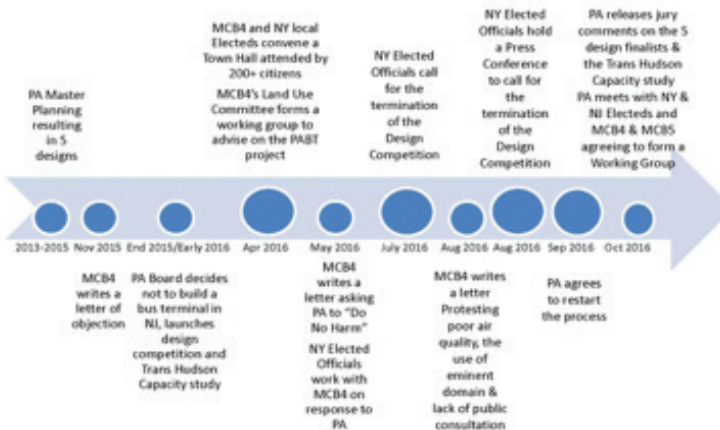 PA Master
Planning
resulting
in 5
designs
MCB4 and NY local
Electeds convene a
Town Hall attended by
200+ citizens
MCB4's Land Use
Committee forms a
working group to
advise on the PABT
project
NY Elected
Officials call
for the
termination
of the
Design
Competition
NY Elected
Officials hold
a Press
Conference
to call for
the
termination
of the
Design
Competition
PA releases jury
comments on the 5
design finalists &
the Trans Hudson
Capacity study
PA meets with NY &
NJ Electeds and
MCB4 & MCB5
agreeing to form a
Working Group
2013-2015
Nov 2015
End 2015/Early 2016
Apr 2016
May 2016
July 2016
Aug 2016
Aug 2016
Sep 2016
Oct 2016
MCB4
writes a
letter of
objection
PA Board decides
not to build a
bus terminal in
NJ, launches
design
competition and
Trans Hudson
Capacity study
MCB4
writes a
letter asking
PA to "Do
No Harm"
NY Elected
Officials
work with
MCB4 on
response to
PA
MCB4 writes
a letter
Protesting
poor air
quality, the
use of
eminent
domain &
lack of public
consultation
PA agrees
to restart
the process